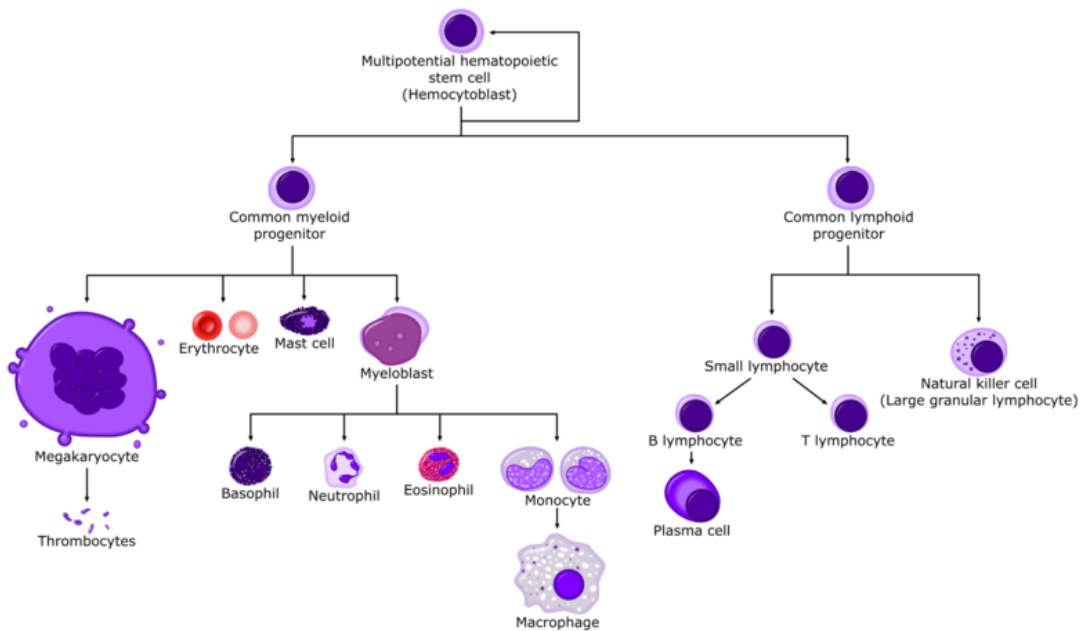 Multipotential hematopoietic
stem cell
(Hemocytoblast)
Common myeloid
progenitor
Common lymphoid
progenitor
Erythrocyte
Mast cell
Myeloblast
Small lymphocyte
Natural killer cell
(Large granular lymphocyte)
B lymphocyte
T lymphocyte
Megakaryocyte
Basophil
Neutrophil
Eosinophil
Monocyte
Plasma cell
Thrombocytes
Macrophage